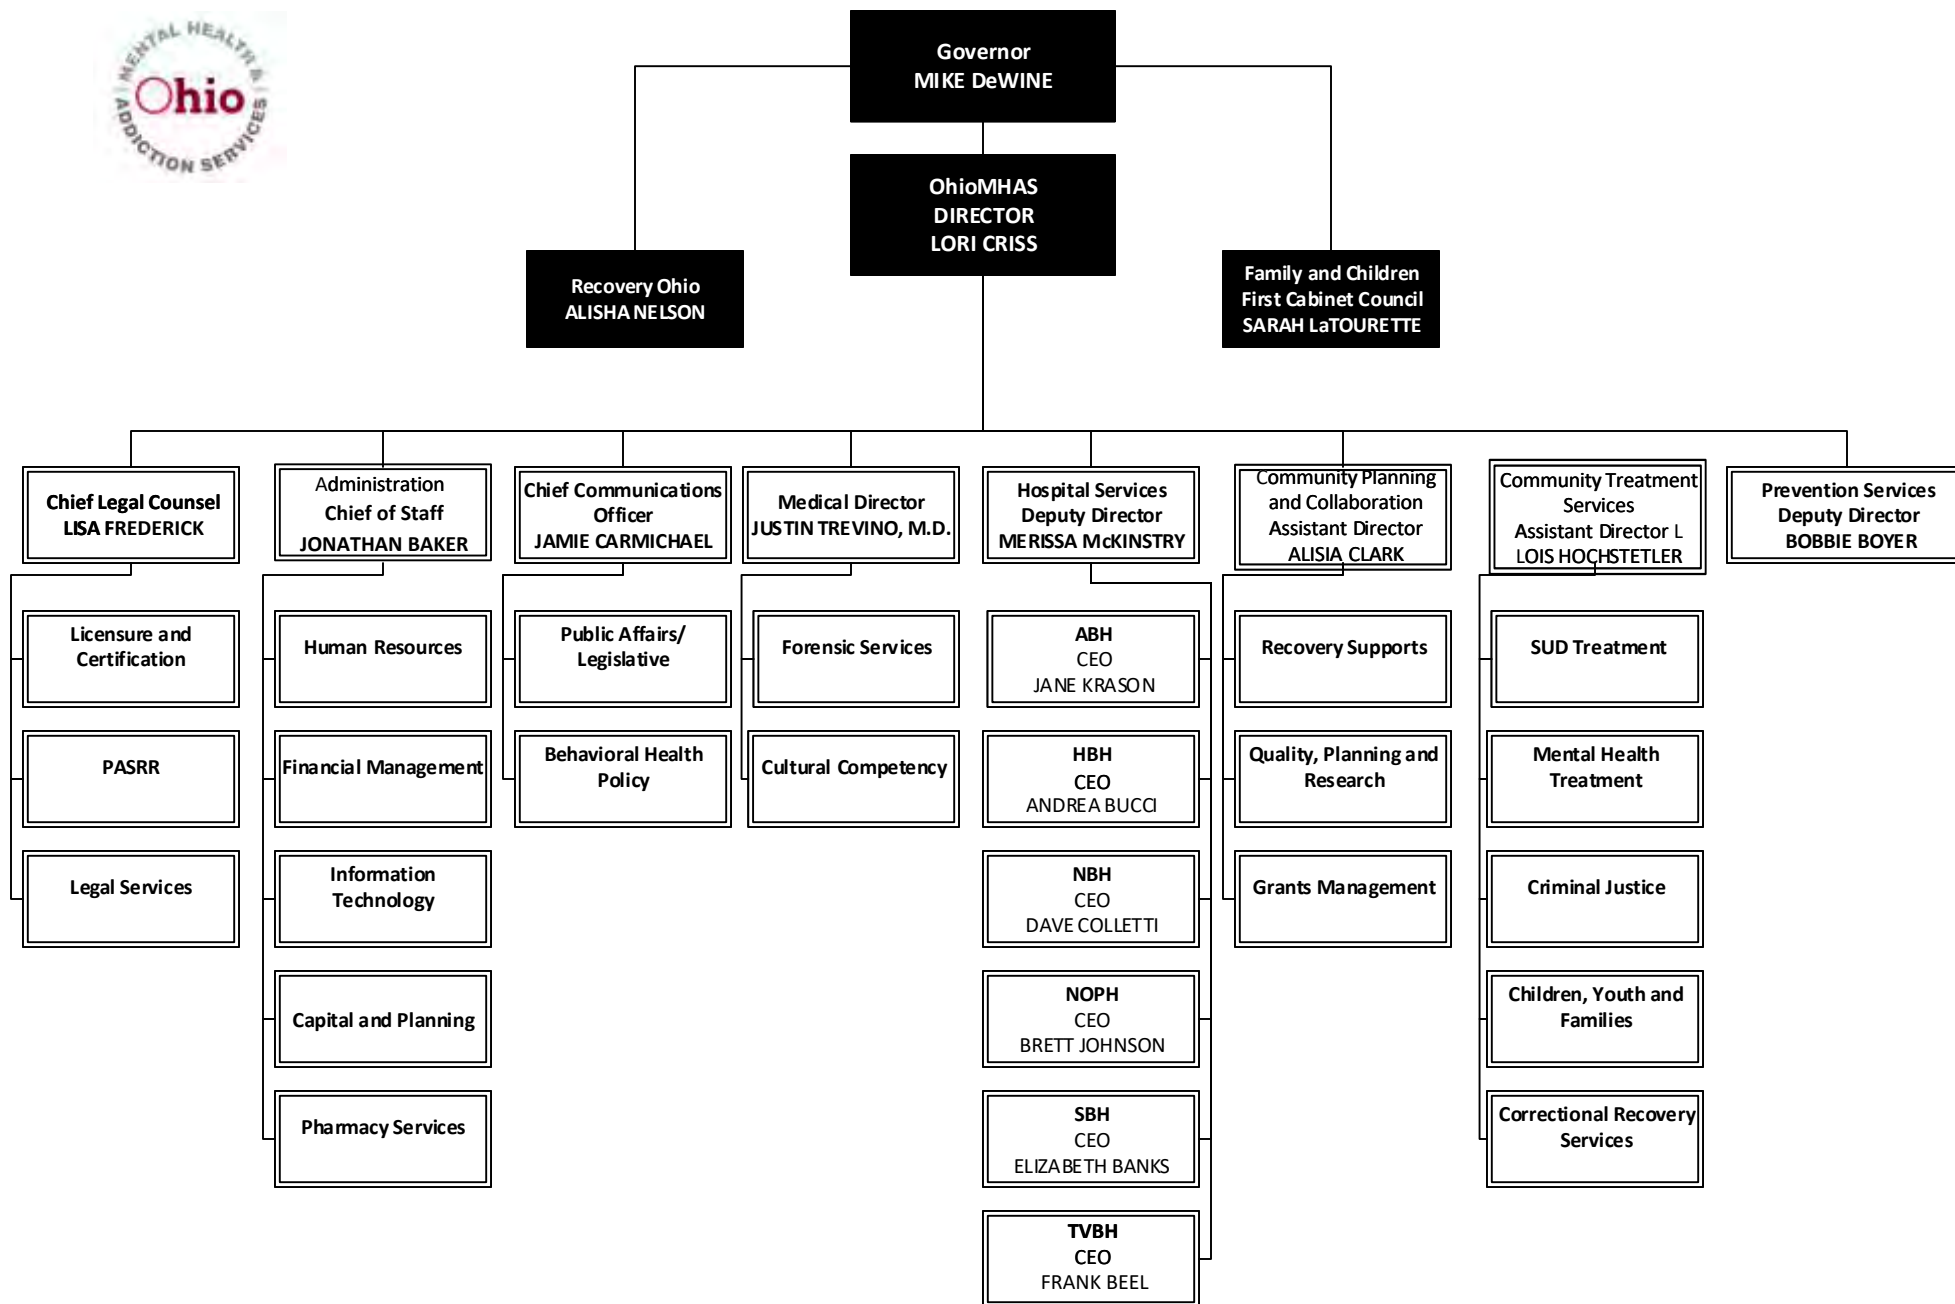 MENTAL HEALTH &
ADDICTION SERVICES
Ohio
Governor
MIKE DeWINE
OhioMHAS
DIRECTOR
LORI CRISS
Recovery Ohio
ALISHA NELSON
Family and Children
First Cabinet Council
SARAH LaTOURETTE
Chief Legal Counsel
LISA FREDERICK
Administration
Chief of Staff
JONATHAN BAKER
Chief Communications
Officer
JAMIE CARMICHAEL
Medical Director
JUSTIN TREVINO, M.D.
Hospital Services
Deputy Director
MERISSA McKINSTRY
Community Planning
and Collaboration
Assistant Director
ALISIA CLARK
Community Treatment
Services
Assistant Director L
LOIS HOCHSTETLER
Prevention Services
Deputy Director
BOBBIE BOYER
Licensure and
Certification
PASRR
Legal Services
Human Resources
Financial Management
Information
Technology
Capital and Planning
Pharmacy Services
Public Affairs/
Legislative
Behavioral Health
Policy
Forensic Services
Cultural Competency
ABH
CEO
JANE KRASON
HBH
CEO
ANDREA BUCCI
NBH
CEO
DAVE COLLETTI
NOPH
CEO
BRETT JOHNSON
SBH
CEO
ELIZABETH BANKS
TVBH
CEO
FRANK BEEL
Recovery Supports
Quality, Planning and
Research
Grants Management
SUD Treatment
Mental Health
Treatment
Criminal Justice
Children, Youth and
Families
Correctional Recovery
Services